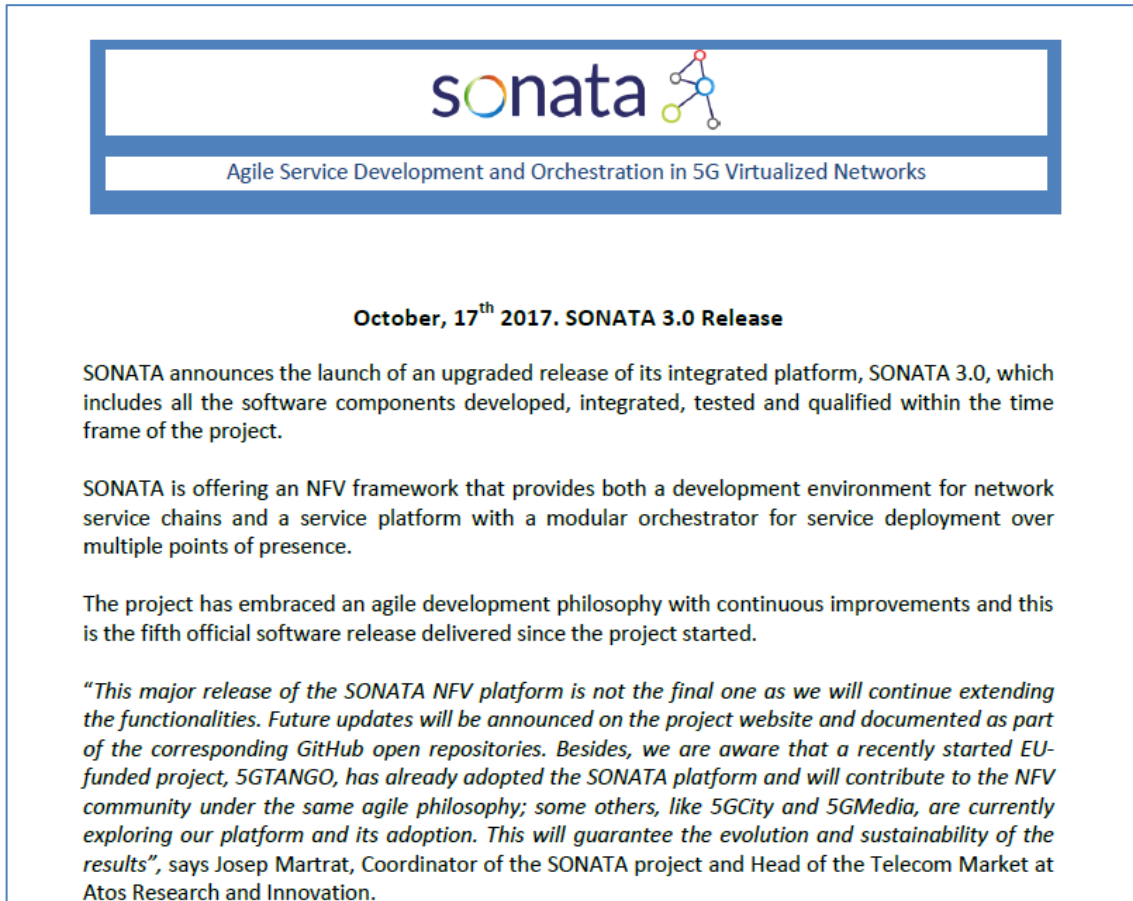 sonata
Agile Service Development and Orchestration in 5G Virtualized Networks
October, 17th 2017. SONATA 3.0 Release
SONATA announces the launch of an upgraded release of its integrated platform, SONATA 3.0, which
includes all the software components developed, integrated, tested and qualified within the time
frame of the project.
SONATA is offering an NFV framework that provides both a development environment for network
service chains and a service platform with a modular orchestrator for service deployment over
multiple points of presence.
The project has embraced an agile development philosophy with continuous improvements and this
is the fifth official software release delivered since the project started.
“This major release of the SONATA NFV platform is not the final one as we will continue extending
the functionalities. Future updates will be announced on the project website and documented as part
of the corresponding GitHub open repositories. Besides, we are aware that a recently started EU-
funded project, 5GTANGO, has already adopted the SONATA platform and will contribute to the NFV
community under the same agile philosophy; some others, like 5GCity and 5GMedia, are currently
exploring our platform and its adoption. This will guarantee the evolution and sustainability of the
results”, says Josep Martrat, Coordinator of the SONATA project and Head of the Telecom Market at
Atos Research and Innovation.